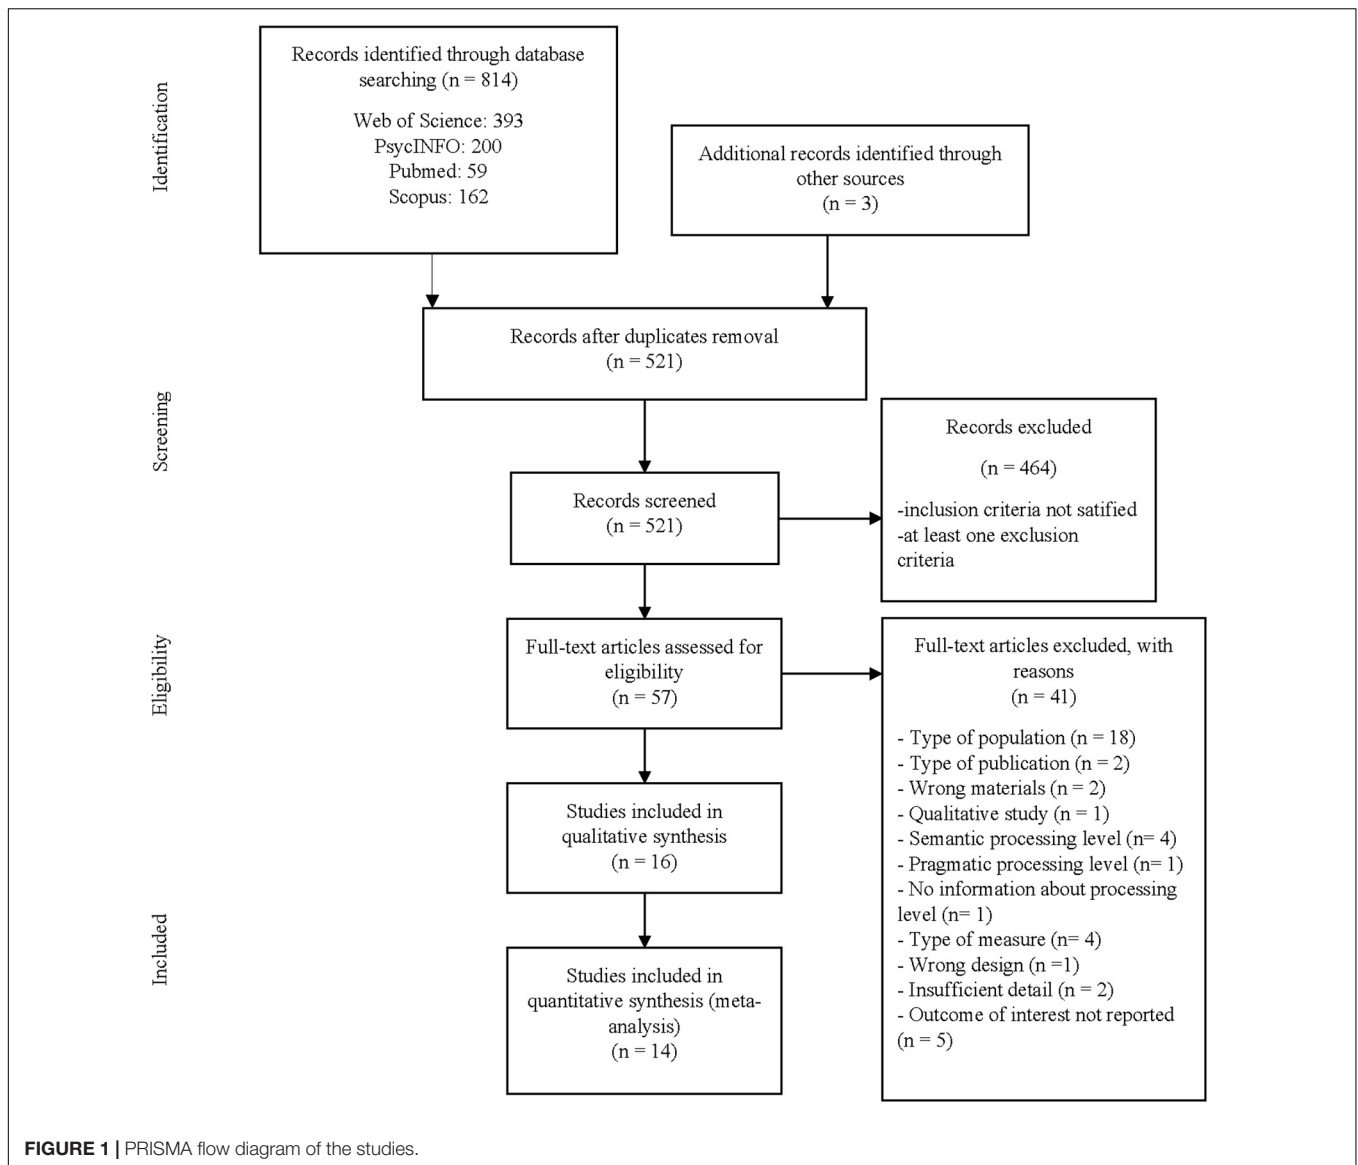 Identification
Records identified through database
searching (n = 814)
Web of Science: 393
PsycINFO: 200
Pubmed: 59
Scopus: 162
Additional records identified through
other sources
(n = 3)
Records after duplicates removal
(n = 521)
Screening
Records screened
(n = 521)
Records excluded
(n = 464)
-inclusion criteria not satified
-at least one exclusion
criteria
Eligibility
Full-text articles assessed for
eligibility
(n = 57)
Full-text articles excluded, with
reasons
(n = 41)
- Type of population (n = 18)
- Type of publication (n = 2)
- Wrong materials (n = 2)
- Qualitative study (n = 1)
- Semantic processing level (n= 4)
- Pragmatic processing level (n= 1)
- No information about processing
level (n= 1)
- Type of measure (n= 4)
- Wrong design (n =1)
- Insufficient detail (n = 2)
- Outcome of interest not reported
(n = 5)
Studies included in
qualitative synthesis
(n = 16)
Included
Studies included in
quantitative synthesis (meta-
analysis)
(n = 14)
FIGURE 1 | PRISMA flow diagram of the studies.